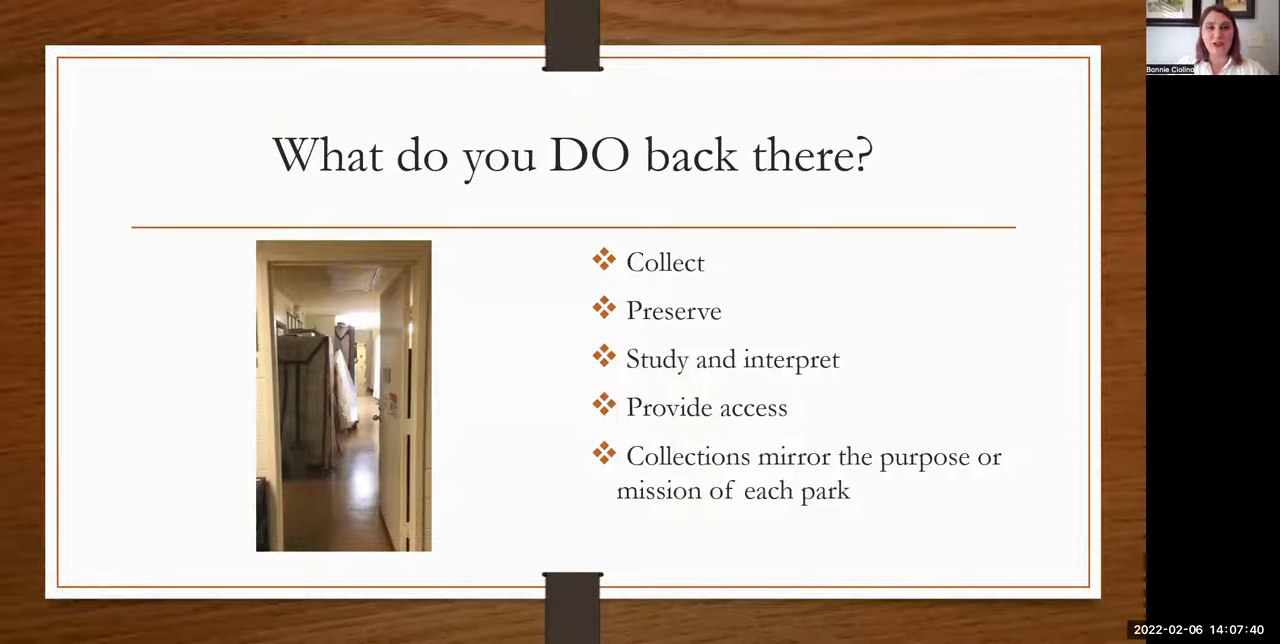 What do you DO back there?
Collect
Preserve
Study and interpret
Provide access
Collections mirror the purpose or
mission of each park
Bonnie Ciolino
2022-02-06 14:07:40